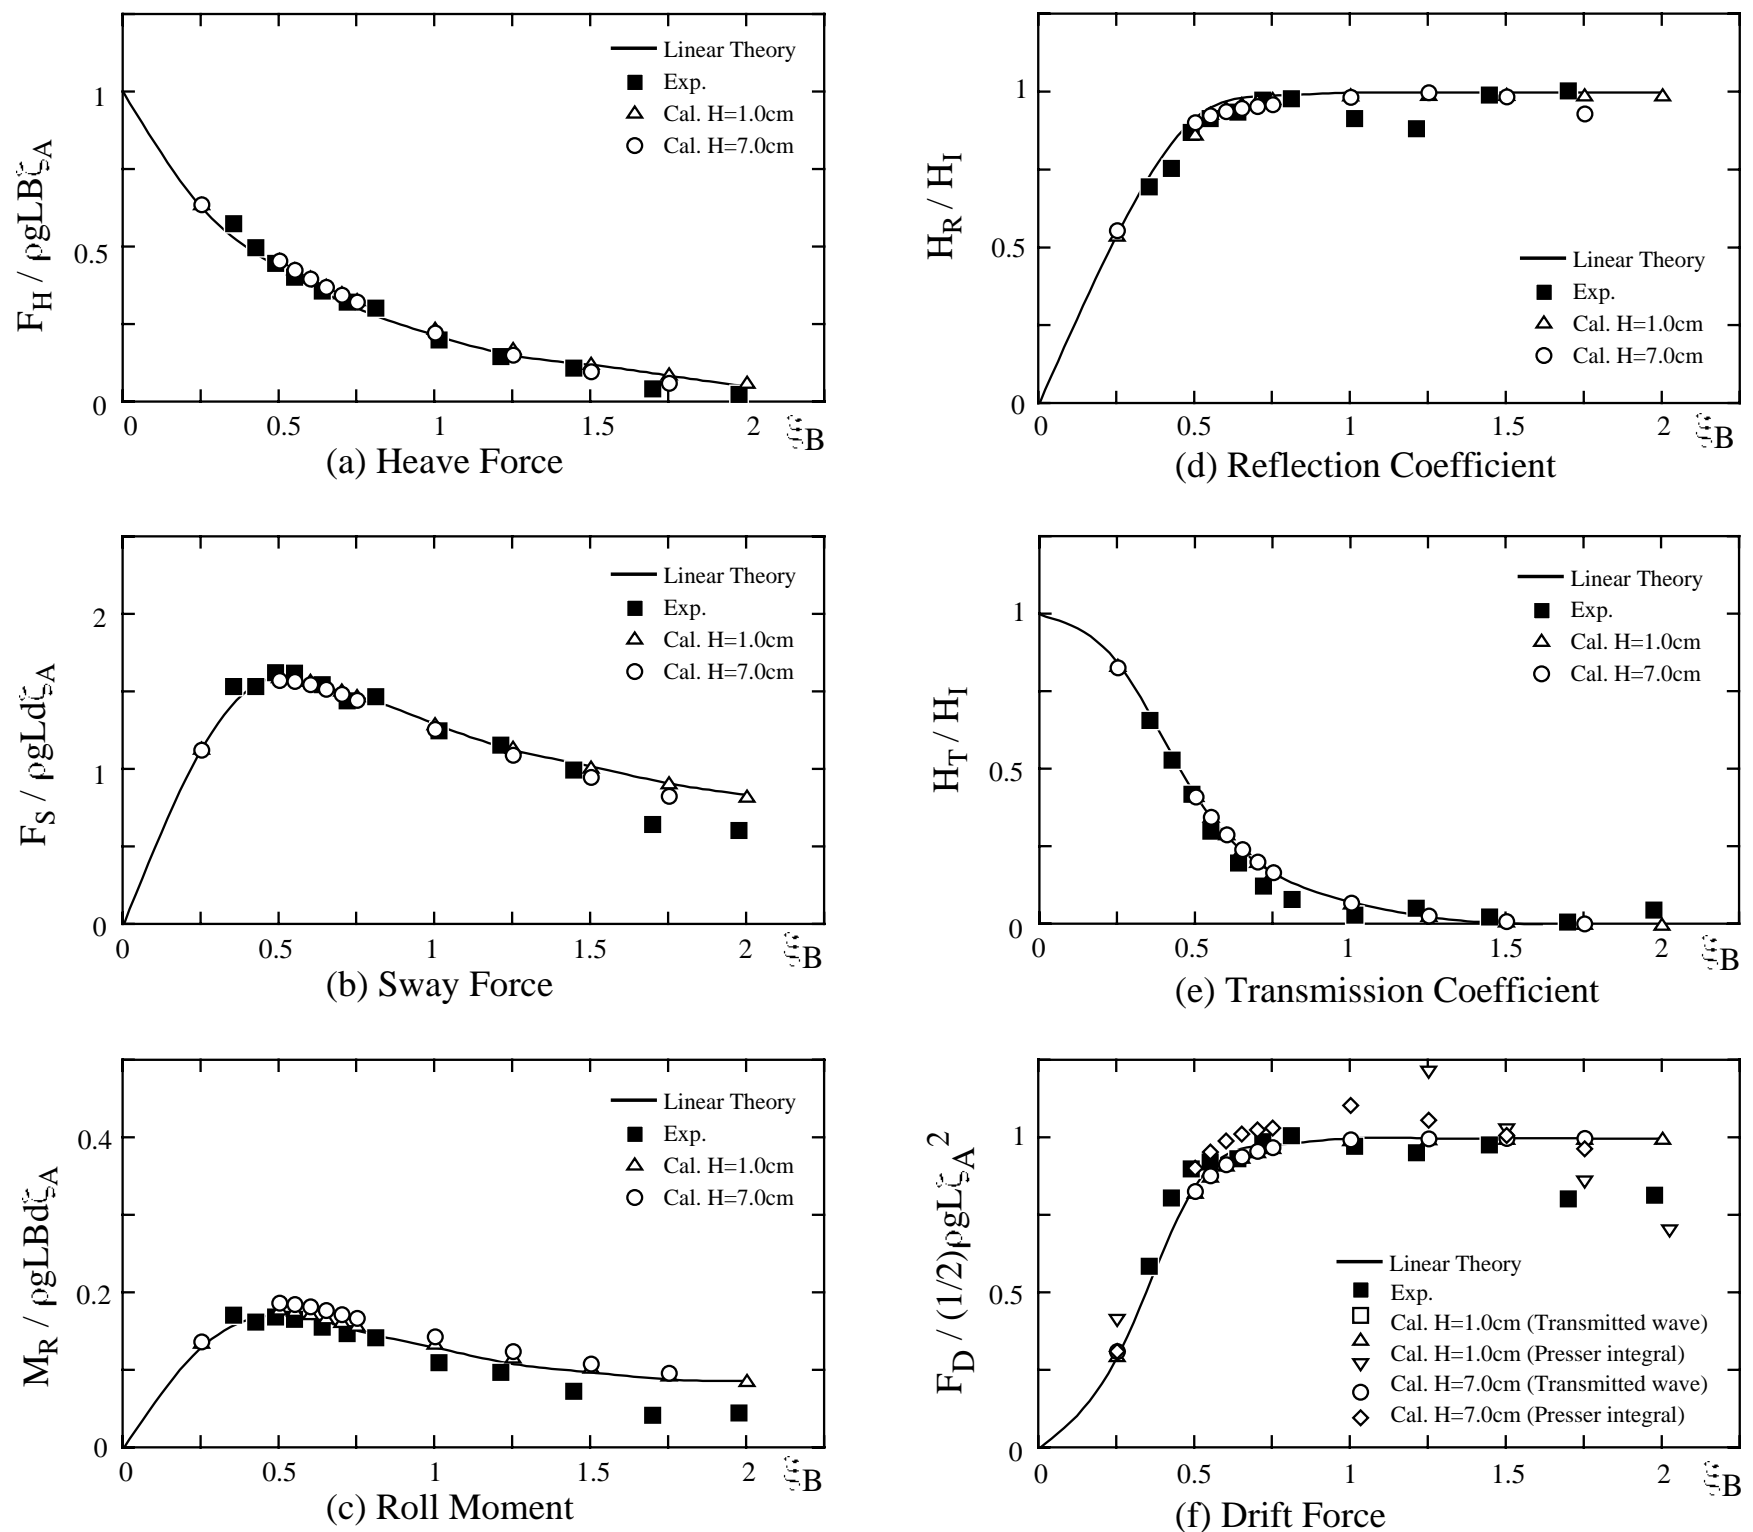 Linear Theory
Exp.
Cal. H=1.0cm
Cal. H=7.0cm
1
0.5
0
F_H / ρgLBζ_A
0 0.5 1 1.5 2 ξ_B
(a) Heave Force
Linear Theory
Exp.
Cal. H=1.0cm
Cal. H=7.0cm
2
1
0
F_S / ρgLdζ_A
0 0.5 1 1.5 2 ξ_B
(b) Sway Force
Linear Theory
Exp.
Cal. H=1.0cm
Cal. H=7.0cm
0.4
0.2
0
M_R / ρgLBdζ_A
0 0.5 1 1.5 2 ξ_B
(c) Roll Moment
1
0.5
0
H_R / H_I
Linear Theory
Exp.
Cal. H=1.0cm
Cal. H=7.0cm
0 0.5 1 1.5 2 ξ_B
(d) Reflection Coefficient
Linear Theory
Exp.
Cal. H=1.0cm
Cal. H=7.0cm
1
0.5
0
H_T / H_I
0 0.5 1 1.5 2 ξ_B
(e) Transmission Coefficient
1
0.5
0
F_D / (1/2)ρgLζ_A^2
Linear Theory
Exp.
Cal. H=1.0cm (Transmitted wave)
Cal. H=1.0cm (Presser integral)
Cal. H=7.0cm (Transmitted wave)
Cal. H=7.0cm (Presser integral)
0 0.5 1 1.5 2 ξ_B
(f) Drift Force